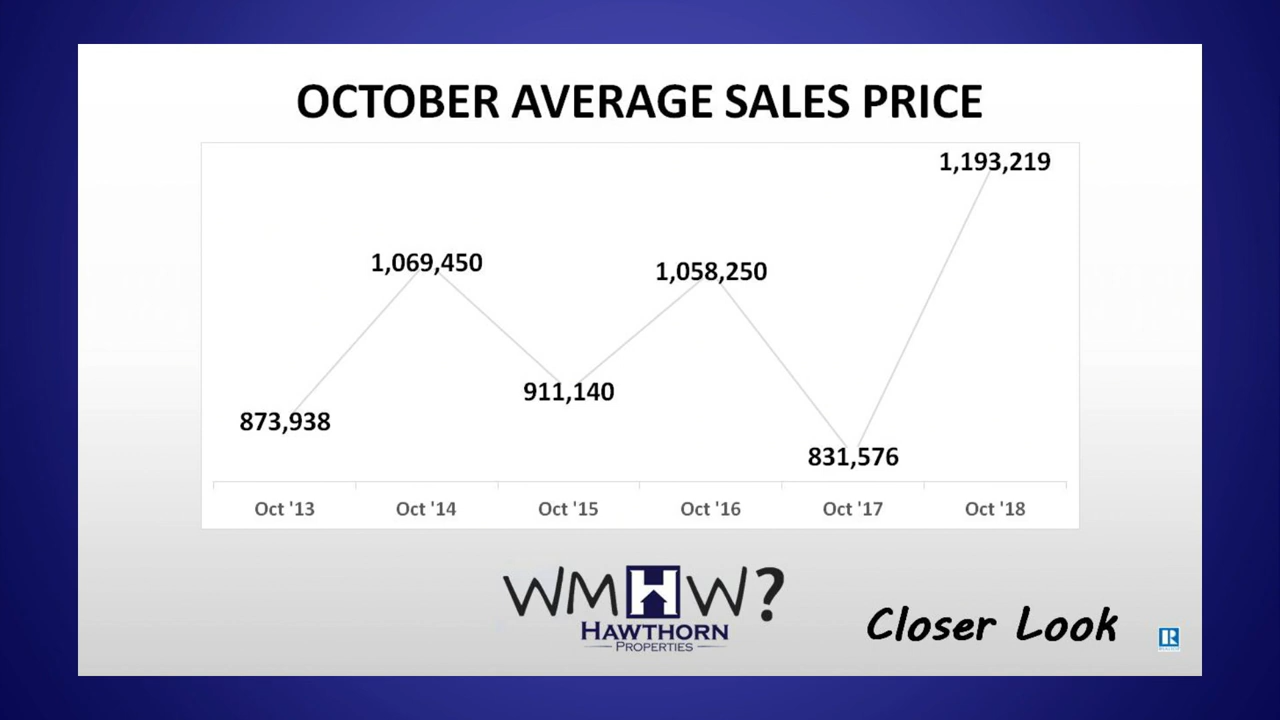 OCTOBER AVERAGE SALES PRICE
1,193,219
1,069,450
1,058,250
911,140
873,938
831,576
Oct '13 Oct '14 Oct '15 Oct '16 Oct '17 Oct '18
WMHW?
HAWTHORN
PROPERTIES
Closer Look
R